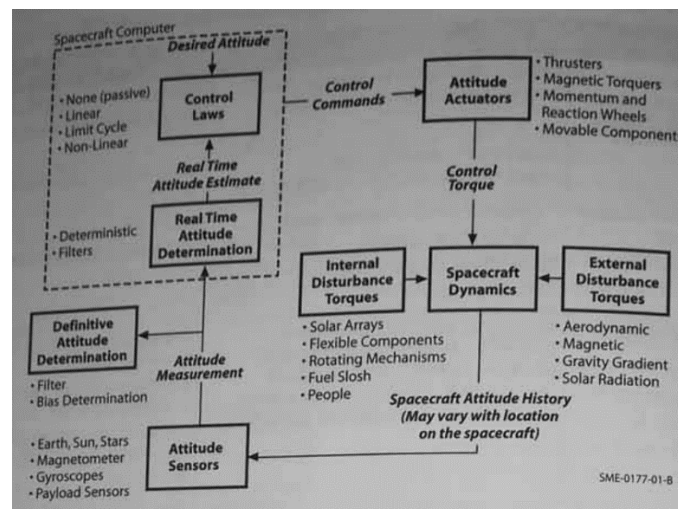 Spacecraft Computer
Desired Attitude
• None (passive)
• Linear
• Limit Cycle
• Non-Linear
Control
Laws
Control
Commands
Attitude
Actuators
• Thrusters
• Magnetic Torquers
• Momentum and
Reaction Wheels
• Movable Component
Real Time
Attitude Estimate
Control
Torque
• Deterministic
• Filters
Real Time
Attitude
Determination
Internal
Disturbance
Torques
Spacecraft
Dynamics
External
Disturbance
Torques
• Solar Arrays
• Flexible Components
• Rotating Mechanisms
• Fuel Slosh
• People
• Aerodynamic
• Magnetic
• Gravity Gradient
• Solar Radiation
Definitive
Attitude
Determination
• Filter
• Bias Determination
Attitude
Measurement
Spacecraft Attitude History
(May vary with location
on the spacecraft)
• Earth, Sun, Stars
• Magnetometer
• Gyroscopes
• Payload Sensors
Attitude
Sensors
SME-0177-01-B